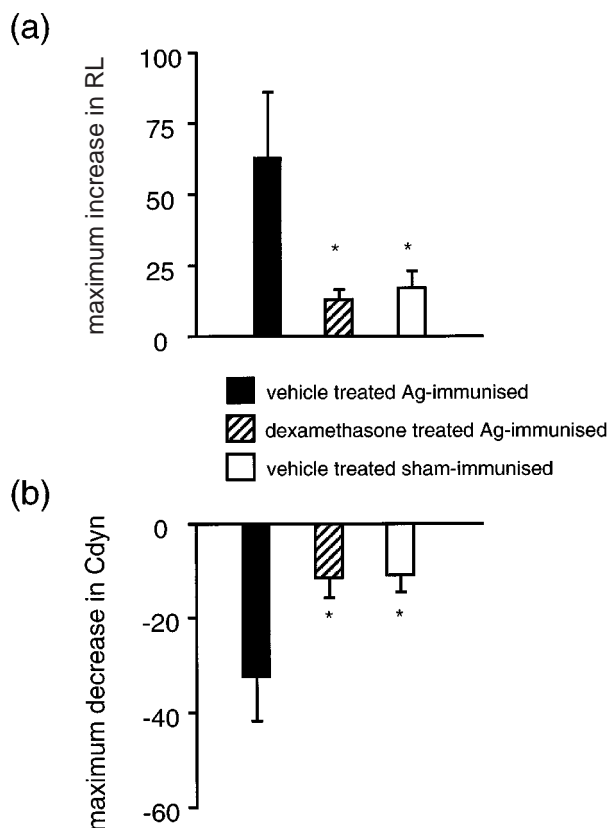 (a)
maximum increase in RL
100
75
50
25
0
*
*
vehicle treated Ag-immunised
dexamethasone treated Ag-immunised
vehicle treated sham-immunised
(b)
maximum decrease in Cdyn
0
-20
-40
-60
*
*